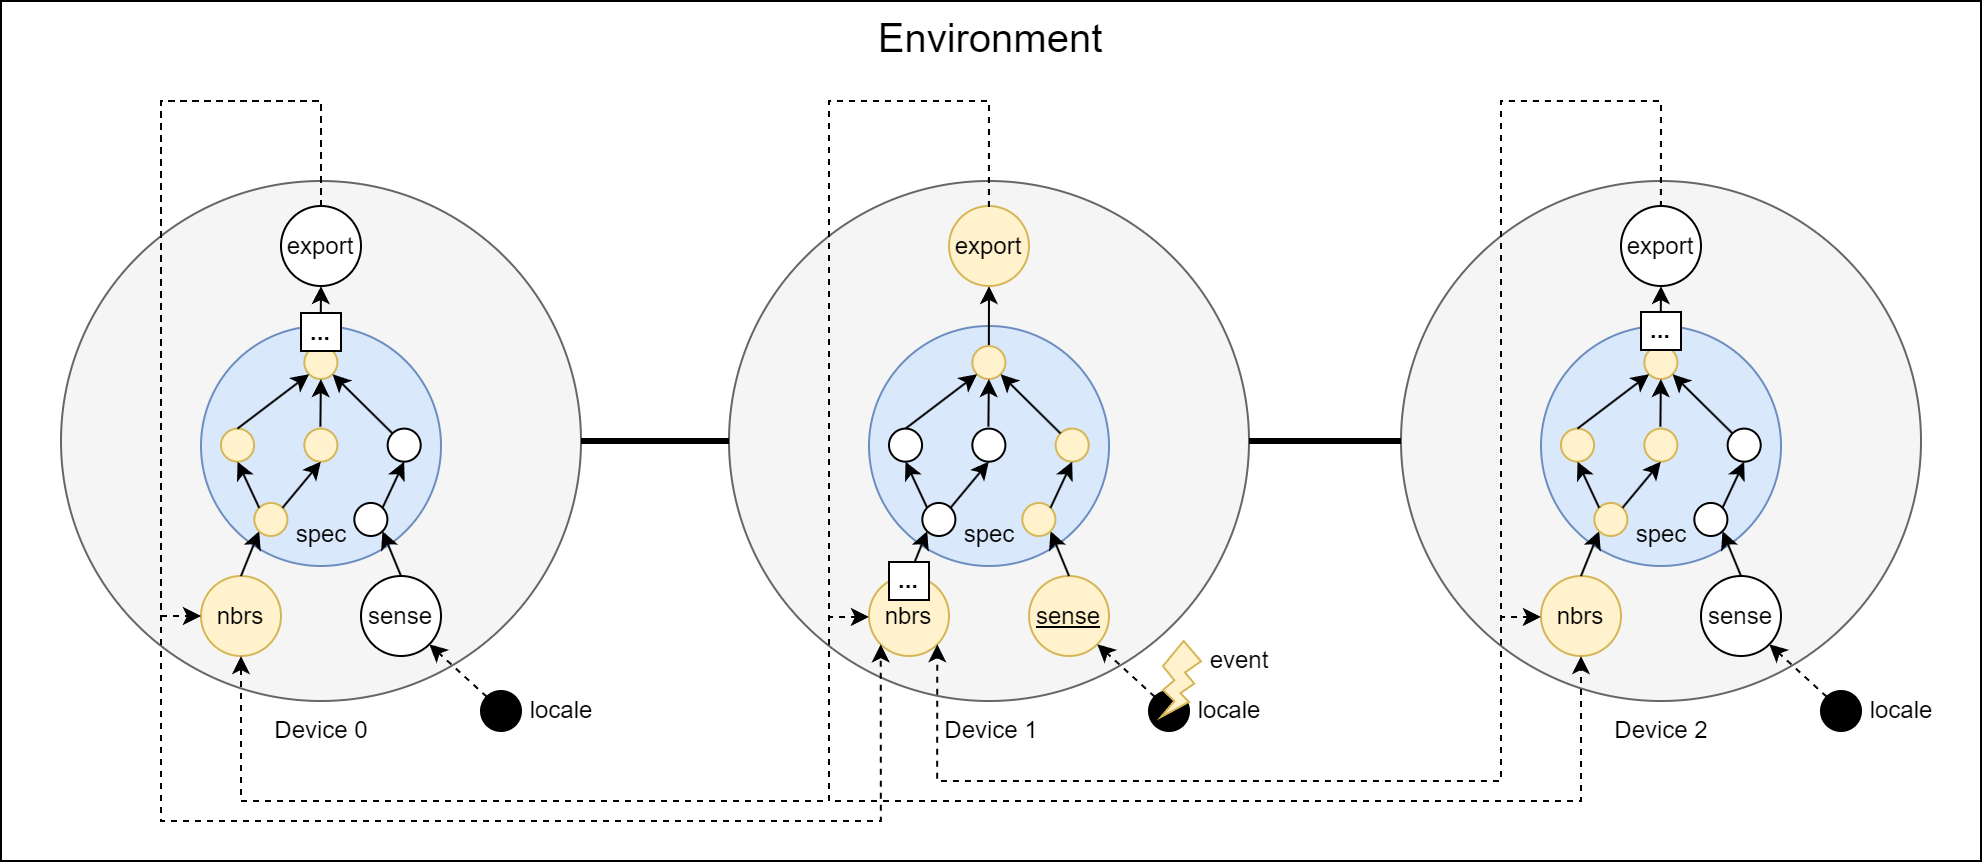 Environment
export
export
export
...
...
spec
spec
spec
...
nbrs
sense
nbrs
sense
nbrs
sense
event
locale
locale
locale
Device 0
Device 1
Device 2